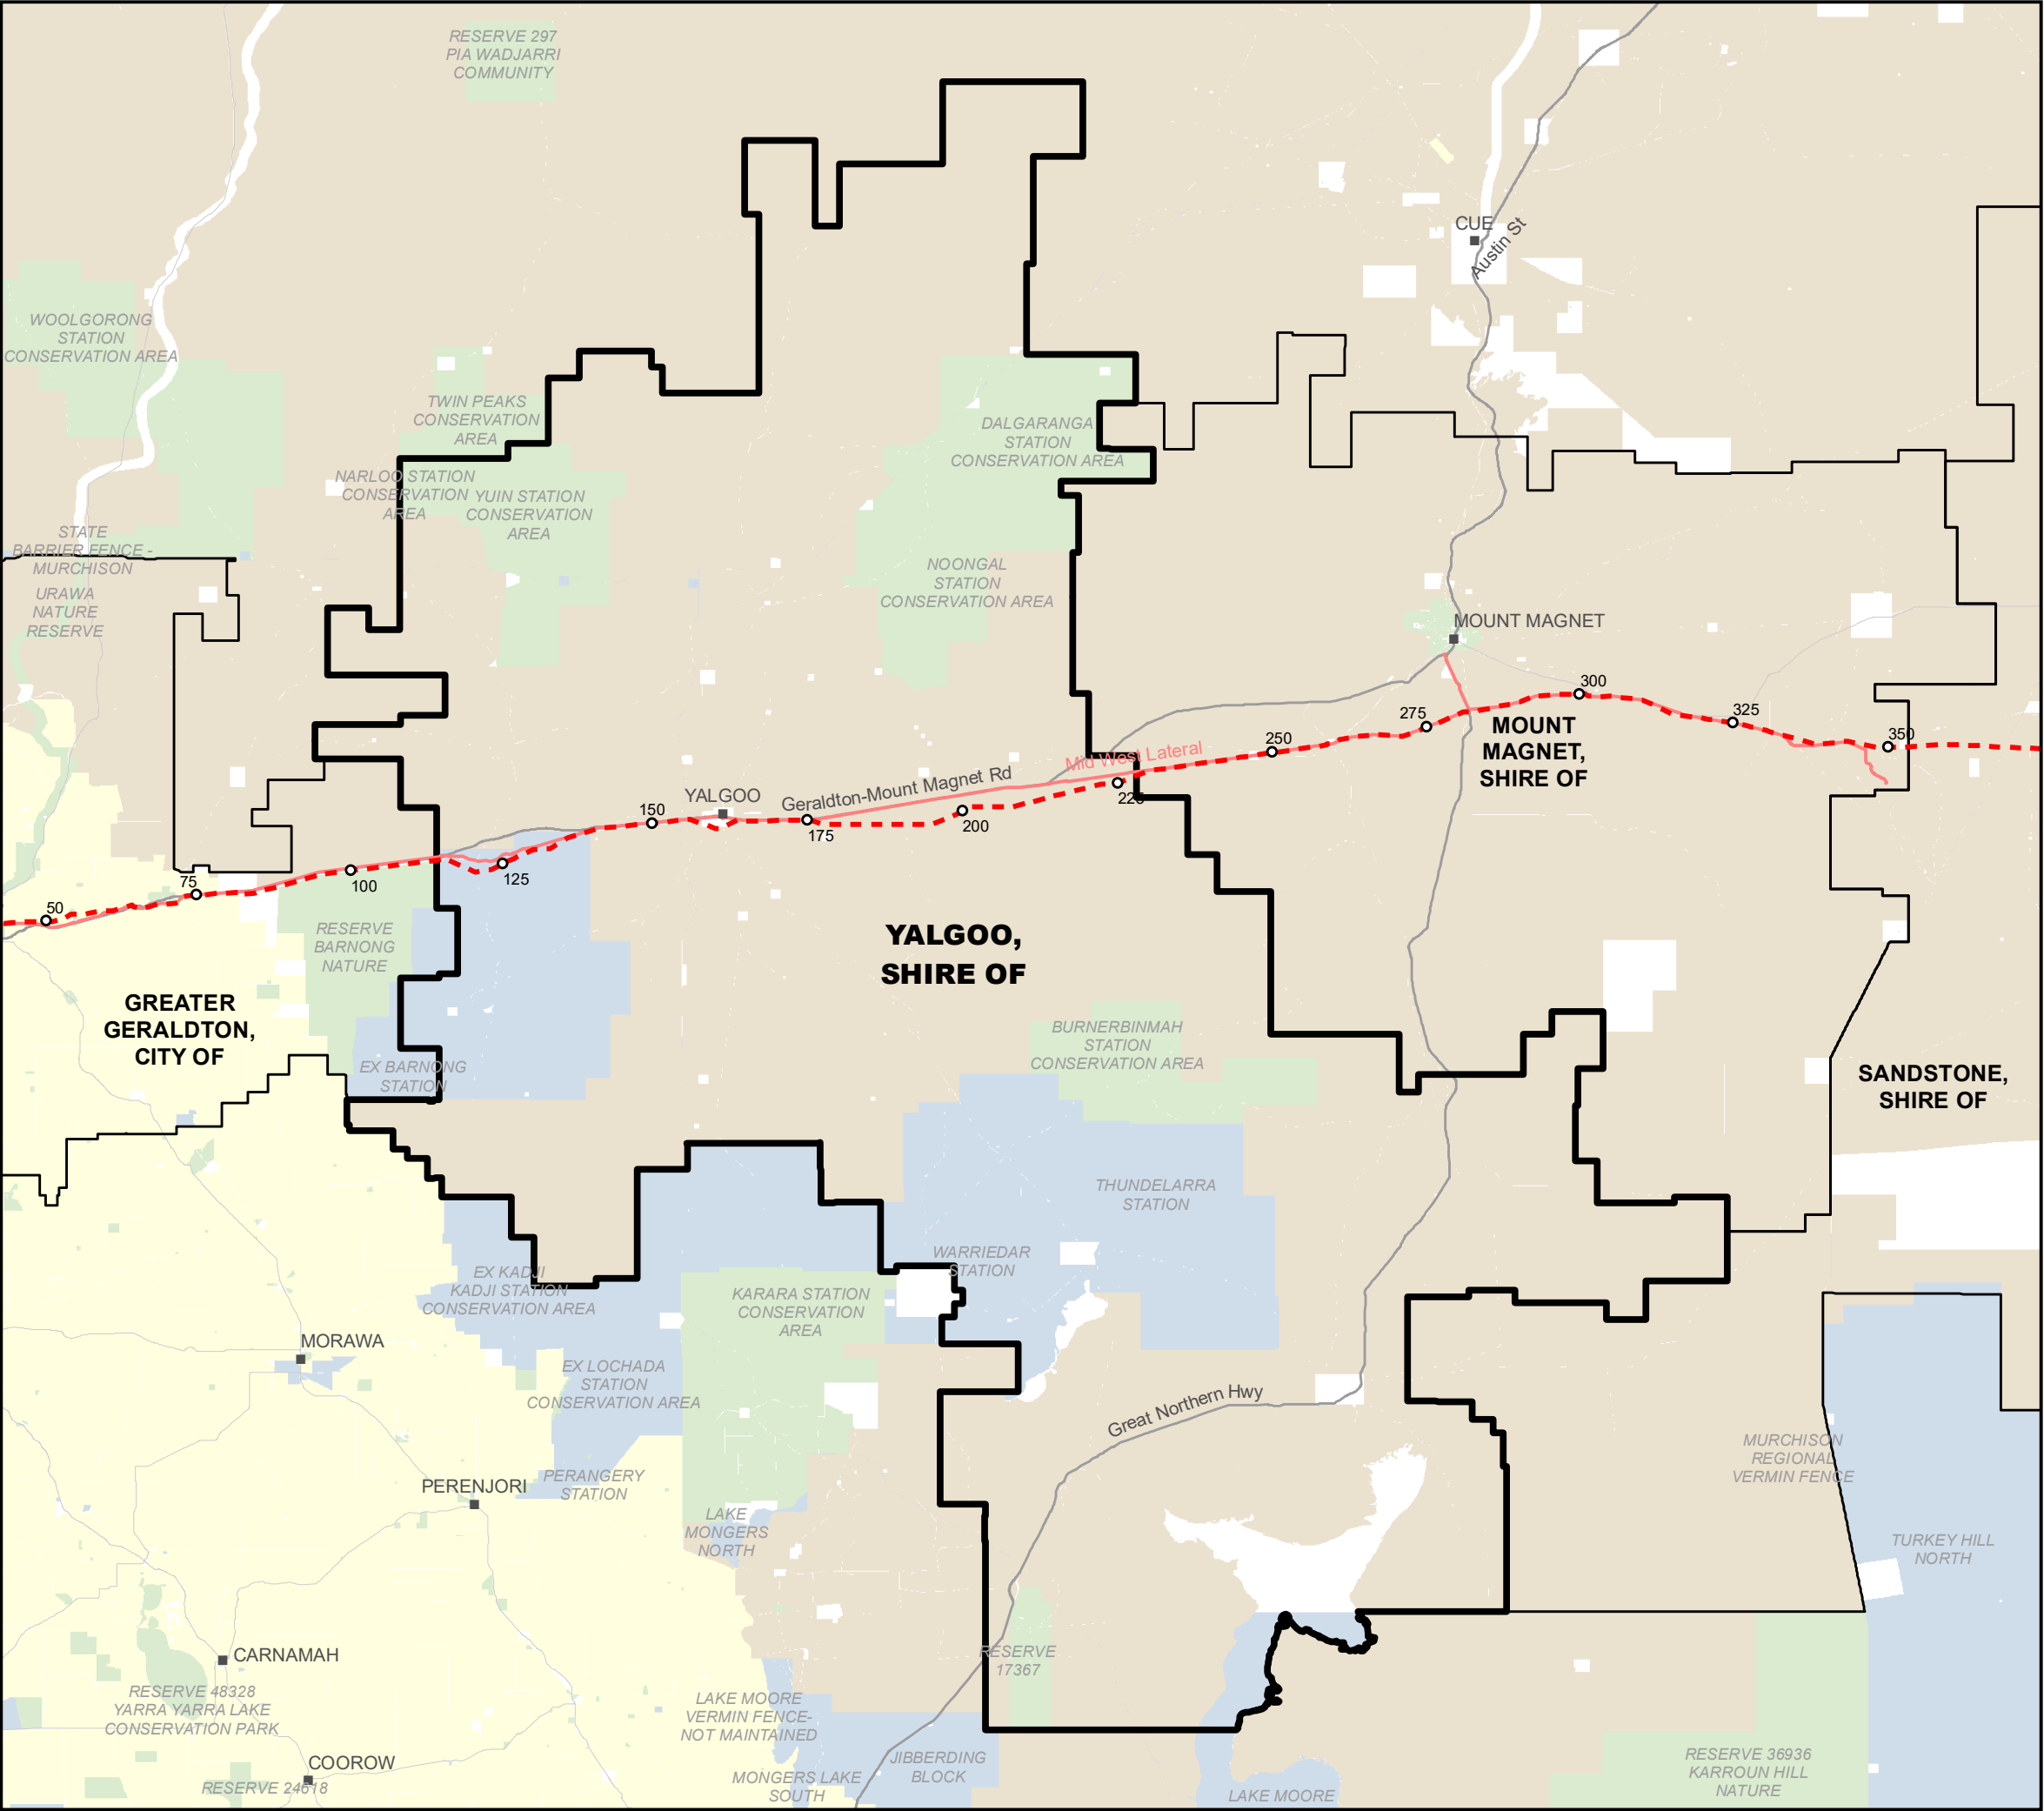 RESERVE 297
PIA WADJARRI
COMMUNITY
CUE
Austin St
WOOLGORONG
STATION
CONSERVATION AREA
TWIN PEAKS
CONSERVATION
AREA
DALGARANGA
STATION
CONSERVATION AREA
NARLOO STATION
CONSERVATION
AREA
YUIN STATION
CONSERVATION
AREA
STATE
BARRIER FENCE -
MURCHISON
URAWA
NATURE
RESERVE
NOONGAL
STATION
CONSERVATION AREA
MOUNT MAGNET
300
325
350
275
250
MOUNT
MAGNET,
SHIRE OF
Mid West Lateral
Geraldton-Mount Magnet Rd
YALGOO
150
175
200
225
125
100
75
50
RESERVE
BARNONG
NATURE
YALGOO,
SHIRE OF
GREATER
GERALDTON,
CITY OF
EX BARNONG
STATION
BURNERBINMAH
STATION
CONSERVATION AREA
SANDSTONE,
SHIRE OF
THUNDELARRA
STATION
WARRIEDAR
STATION
EX KADJI
KADJI STATION
CONSERVATION AREA
KARARA STATION
CONSERVATION
AREA
MORAWA
EX LOCHADA
STATION
CONSERVATION AREA
Great Northern Hwy
MURCHISON
REGIONAL
VERMIN FENCE
PERENJORI
PERANGERY
STATION
LAKE
MONGERS
NORTH
TURKEY HILL
NORTH
CARNAMAH
RESERVE
17367
RESERVE 48328
YARRA YARRA LAKE
CONSERVATION PARK
LAKE MOORE
VERMIN FENCE-
NOT MAINTAINED
COOROW
RESERVE 24618
MONGERS LAKE
SOUTH
JIBBERDING
BLOCK
LAKE MOORE
RESERVE 36936
KARROUN HILL
NATURE